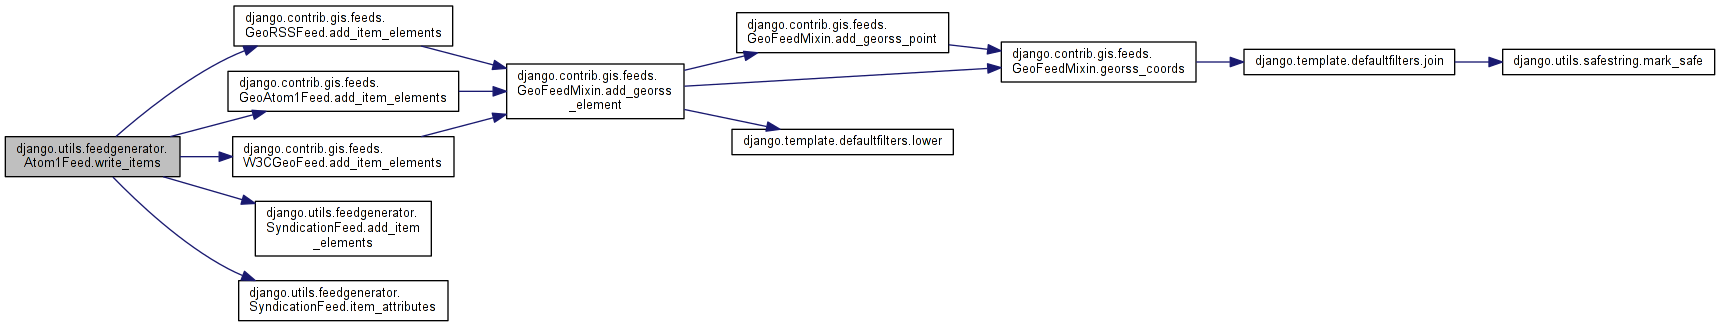 django.utils.feedgenerator.
Atom1Feed.write_items
django.contrib.gis.feeds.
GeoRSSFeed.add_item_elements
django.contrib.gis.feeds.
GeoAtom1Feed.add_item_elements
django.contrib.gis.feeds.
W3CGeoFeed.add_item_elements
django.utils.feedgenerator.
SyndicationFeed.add_item
_elements
django.utils.feedgenerator.
SyndicationFeed.item_attributes
django.contrib.gis.feeds.
GeoFeedMixin.add_georss
_element
django.contrib.gis.feeds.
GeoFeedMixin.add_georss_point
django.template.defaultfilters.lower
django.contrib.gis.feeds.
GeoFeedMixin.georss_coords
django.template.defaultfilters.join
django.utils.safestring.mark_safe